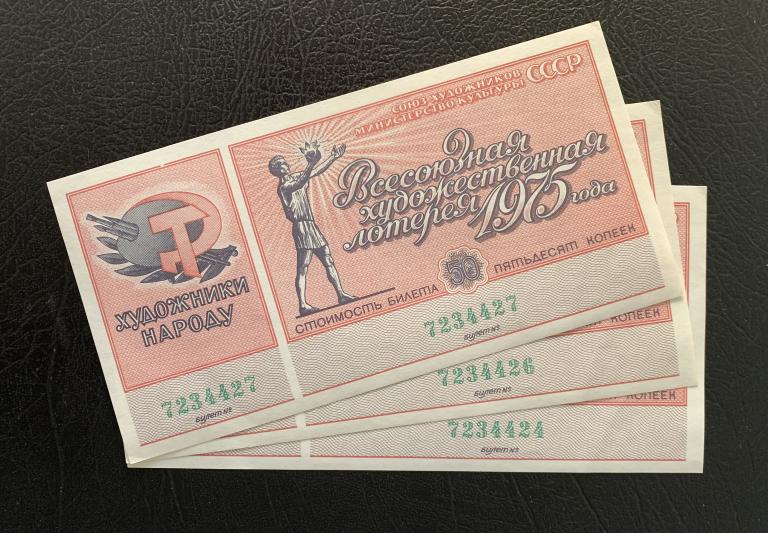 СОЮЗ ХУДОЖНИКОВ СССР
МИНИСТЕРСТВО КУЛЬТУРЫ
Всесоюзная
художественная
лотерея 1975 года
СТОИМОСТЬ БИЛЕТА 50 ПЯТЬДЕСЯТ КОПЕЕК
7234427
билет №
ХУДОЖНИКИ
НАРОДУ
7234427
билет №
КОПЕЕК
7234426
билет №
КОПЕЕК
7234424
билет №